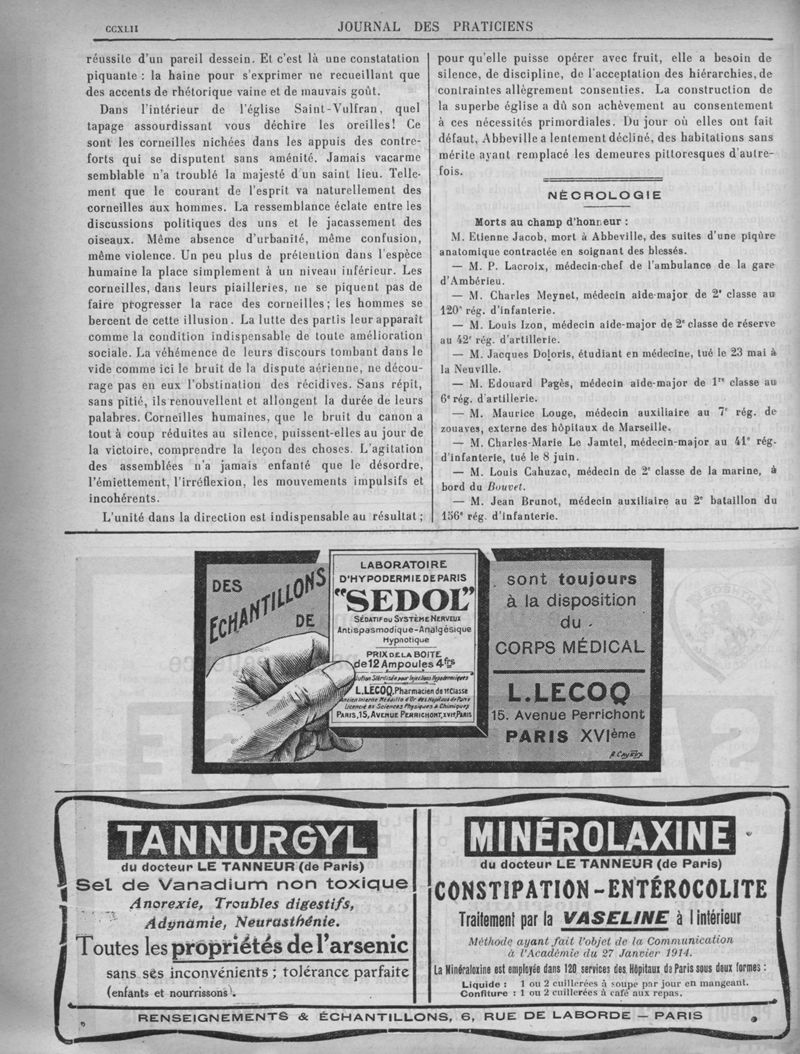 CCXLII
JOURNAL DES PRATICIENS
réussite d'un pareil dessein. Et c'est là une constatation
piquante : la haine pour s'exprimer ne recueillant que
des accents de rhétorique vaine et de mauvais goût.
Dans l'intérieur de l'église Saint-Vulfran, quel
tapage assourdissant vous déchire les oreilles! Ce
sont les corneilles nichées dans les appuis des contre-
forts qui se disputent sans aménité. Jamais vacarme
semblable n'a troublé la majesté d'un saint lieu. Telle-
ment que le courant de l'esprit va naturellement des
corneilles aux hommes. La ressemblance éclate entre les
discussions politiques des uns et le jacassement des
oiseaux. Même absence d'urbanité, même confusion,
même violence. Un peu plus de prétention dans l'espèce
humaine la place simplement à un niveau inférieur. Les
corneilles, dans leurs piailleries, ne se piquent pas de
faire progresser la race des corneilles; les hommes se
bercent de cette illusion. La lutte des partis leur apparaît
comme la condition indispensable de toute amélioration
sociale. La véhémence de leurs discours tombant dans le
vide comme ici le bruit de la dispute aérienne, ne décou-
rage pas en eux l'obstination des récidives. Sans répit,
sans pitié, ils renouvellent et allongent la durée de leurs
palabres. Corneilles humaines, que le bruit du canon a
tout à coup réduites au silence, puissent-elles au jour de
la victoire, comprendre la leçon des choses. L'agitation
des assemblées n'a jamais enfanté que le désordre,
l'émiettement, l'irréflexion, les mouvements impulsifs et
incohérents.
L'unité dans la direction est indispensable au résultat ;
pour qu'elle puisse opérer avec fruit, elle a besoin de
silence, de discipline, de l'acceptation des hiérarchies, de
contraintes allègrement consenties. La construction de
la superbe église a dû son achèvement au consentement
à ces nécessités primordiales. Du jour où elles ont fait
défaut, Abbeville a lentement décliné, des habitations sans
mérite ayant remplacé les demeures pittoresques d'autre-
fois.
NÉCROLOGIE
Morts au champ d'honneur :
M. Etienne Jacob, mort à Abbeville, des suites d'une piqûre
anatomique contractée en soignant des blessés.
— M. P. Lacroix, médecin-chef de l'ambulance de la gare
d'Ambérieu.
— M. Charles Meynet, médecin aide-major de 2e classe au
120e rég. d'infanterie.
— M. Louis Izon, médecin aide-major de 2e classe de réserve
au 42e rég. d'artillerie.
— M. Jacques Doloris, étudiant en médecine, tué le 23 mai à
la Neuville.
— M. Edouard Pagès, médecin aide-major de 1re classe au
6e rég. d'artillerie.
— M. Maurice Louge, médecin auxiliaire au 7e rég. de
zouaves, externe des hôpitaux de Marseille.
— M. Charles-Marie Le Jamtel, médecin-major au 41e rég.
d'infanterie, tué le 8 juin.
— M. Louis Cahuzac, médecin de 2e classe de la marine, à
bord du Bouvet.
— M. Jean Brunot, médecin auxiliaire au 2e bataillon du
156e rég. d'infanterie.
DES
ECHANTILLONS
DE
LABORATOIRE
D'HYPODERMIE DE PARIS
"SEDOL"
SÉDATIF DU SYSTÈME NERVEUX
Antispasmodique-Analgésique
Hypnotique
PRIX DE LA BOITE
de 12 Ampoules 4frs
Solution Stérilisée pour Injections Hypodermiques
L. LECOQ, Pharmacien de 1re Classe
Ancien Interne Médaille d'Or des Hôpitaux de Paris
Licencié ès Sciences Physiques & Chimiques
PARIS, 15, AVENUE PERRICHONT, XVIe, PARIS
sont toujours
à la disposition
du
CORPS MÉDICAL
L. LECOQ
15. Avenue Perrichont
PARIS XVIème
TANNURGYL
du docteur LE TANNEUR (de Paris)
Sel de Vanadium non toxique
Anorexie, Troubles digestifs,
Adynamie, Neurasthénie.
Toutes les propriétés de l'arsenic
sans ses inconvénients ; tolérance parfaite
(enfants et nourrissons).
MINÉROLAXINE
du docteur LE TANNEUR (de Paris)
CONSTIPATION - ENTÉROCOLITE
Traitement par la VASELINE à l'intérieur
Méthode ayant fait l'objet de la Communication
à l'Académie du 27 Janvier 1914.
La Minéraloxine est employée dans 120 services des Hôpitaux de Paris sous deux formes :
Liquide : 1 ou 2 cuillerées à soupe par jour en mangeant.
Confiture : 1 ou 2 cuillerées à café aux repas.
RENSEIGNEMENTS & ÉCHANTILLONS, 6, RUE DE LABORDE — PARIS